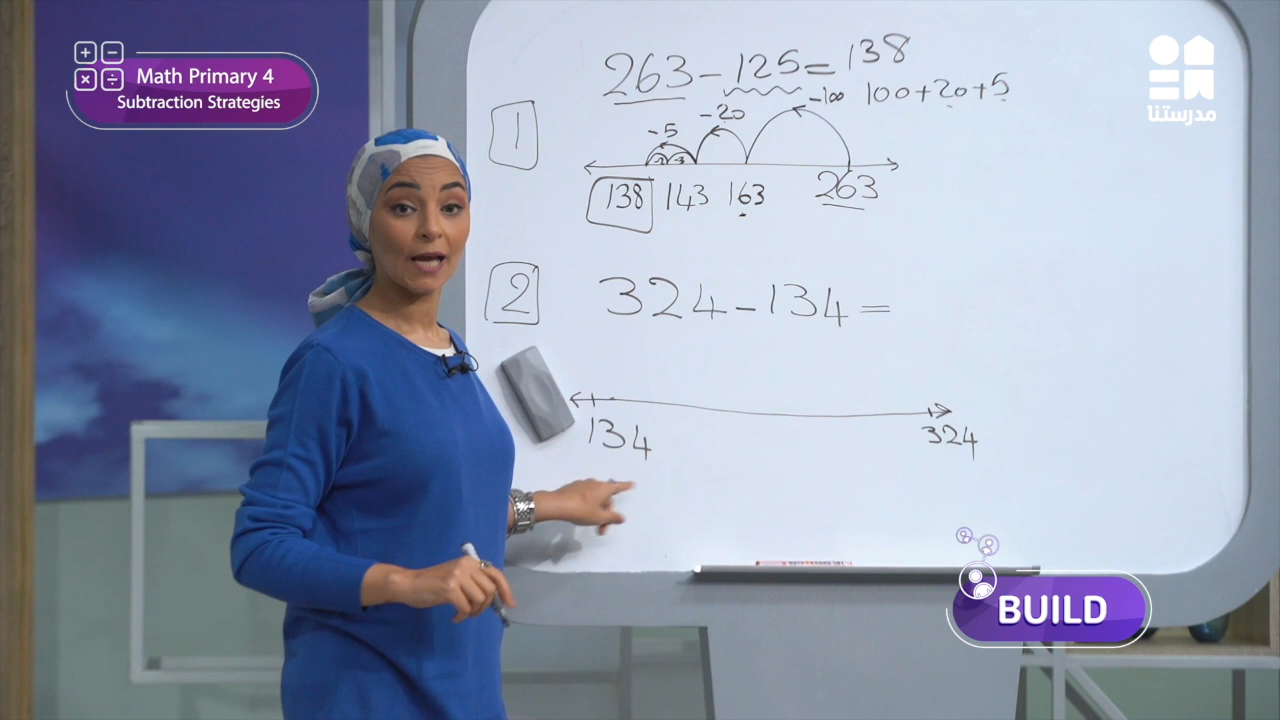 Math Primary 4
Subtraction Strategies
مدرستنا
263 - 125 = 138
100 + 20 + 5
1
-5 -20 -100
138 143 163 263
2
324 - 134 =
134 324
BUILD